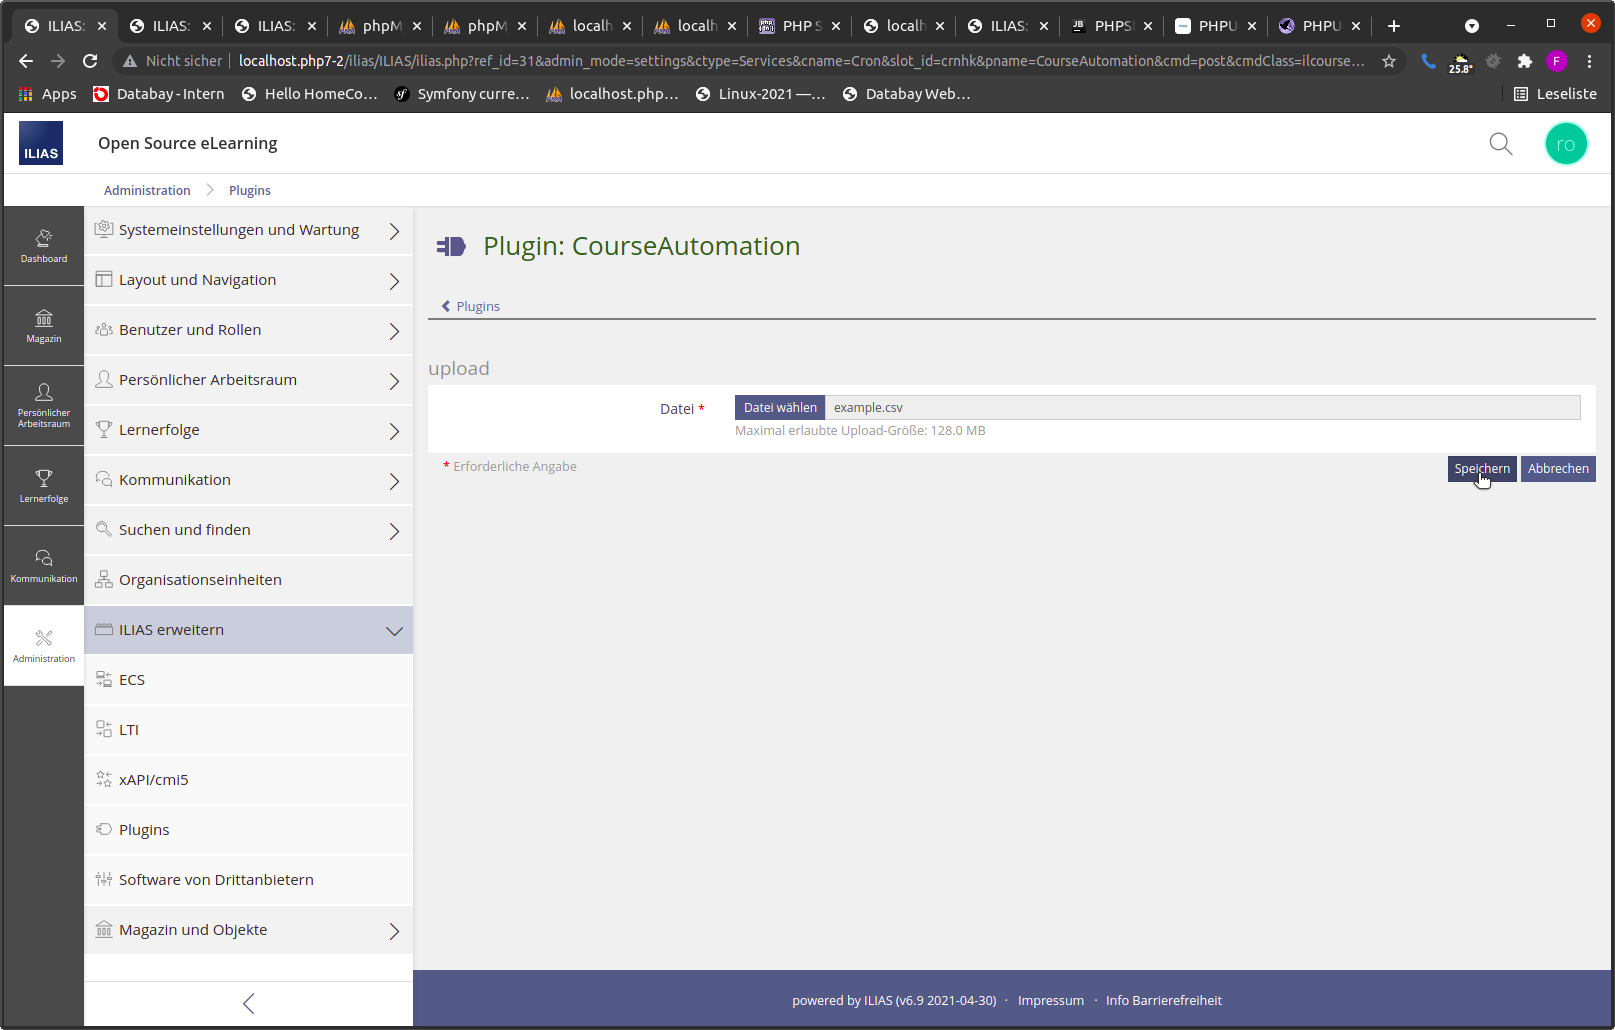 ILIAS:
ILIAS:
ILIAS:
phpM
phpM
localh
localh
PHP S
localh
ILIAS:
JB PHPS
PHPU
PHPU
Nicht sicher | localhost.php7-2/ilias/ILIAS/ilias.php?ref_id=31&admin_mode=settings&ctype=Services&cname=Cron&slot_id=crnhk&pname=CourseAutomation&cmd=post&cmdClass=ilcourse…
25.8°
F
Apps
Databay - Intern
Hello HomeCo…
Symfony curre…
localhost.php…
Linux-2021 —…
Databay Web…
Leseliste
ILIAS
Open Source eLearning
ro
Administration
Plugins
Dashboard
Magazin
Persönlicher
Arbeitsraum
Lernerfolge
Kommunikation
Administration
Systemeinstellungen und Wartung
Layout und Navigation
Benutzer und Rollen
Persönlicher Arbeitsraum
Lernerfolge
Kommunikation
Suchen und finden
Organisationseinheiten
ILIAS erweitern
ECS
LTI
xAPI/cmi5
Plugins
Software von Drittanbietern
Magazin und Objekte
Plugin: CourseAutomation
Plugins
upload
Datei *
Datei wählen example.csv
Maximal erlaubte Upload-Größe: 128.0 MB
* Erforderliche Angabe
Speichern
Abbrechen
powered by ILIAS (v6.9 2021-04-30) · Impressum · Info Barrierefreiheit